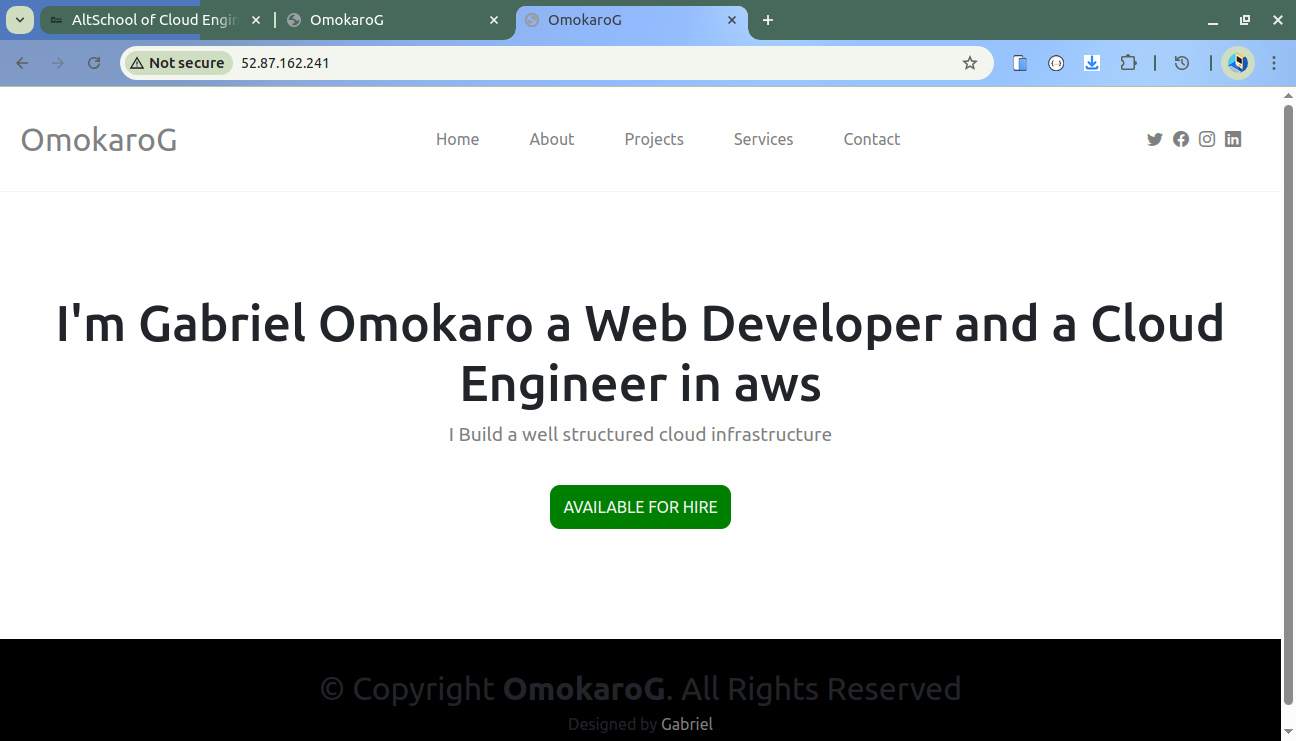 AltSchool of Cloud Engin
OmokaroG
OmokaroG
Not secure
52.87.162.241
OmokaroG
Home
About
Projects
Services
Contact
I'm Gabriel Omokaro a Web Developer and a Cloud
Engineer in aws
I Build a well structured cloud infrastructure
AVAILABLE FOR HIRE
© Copyright OmokaroG. All Rights Reserved
Designed by Gabriel